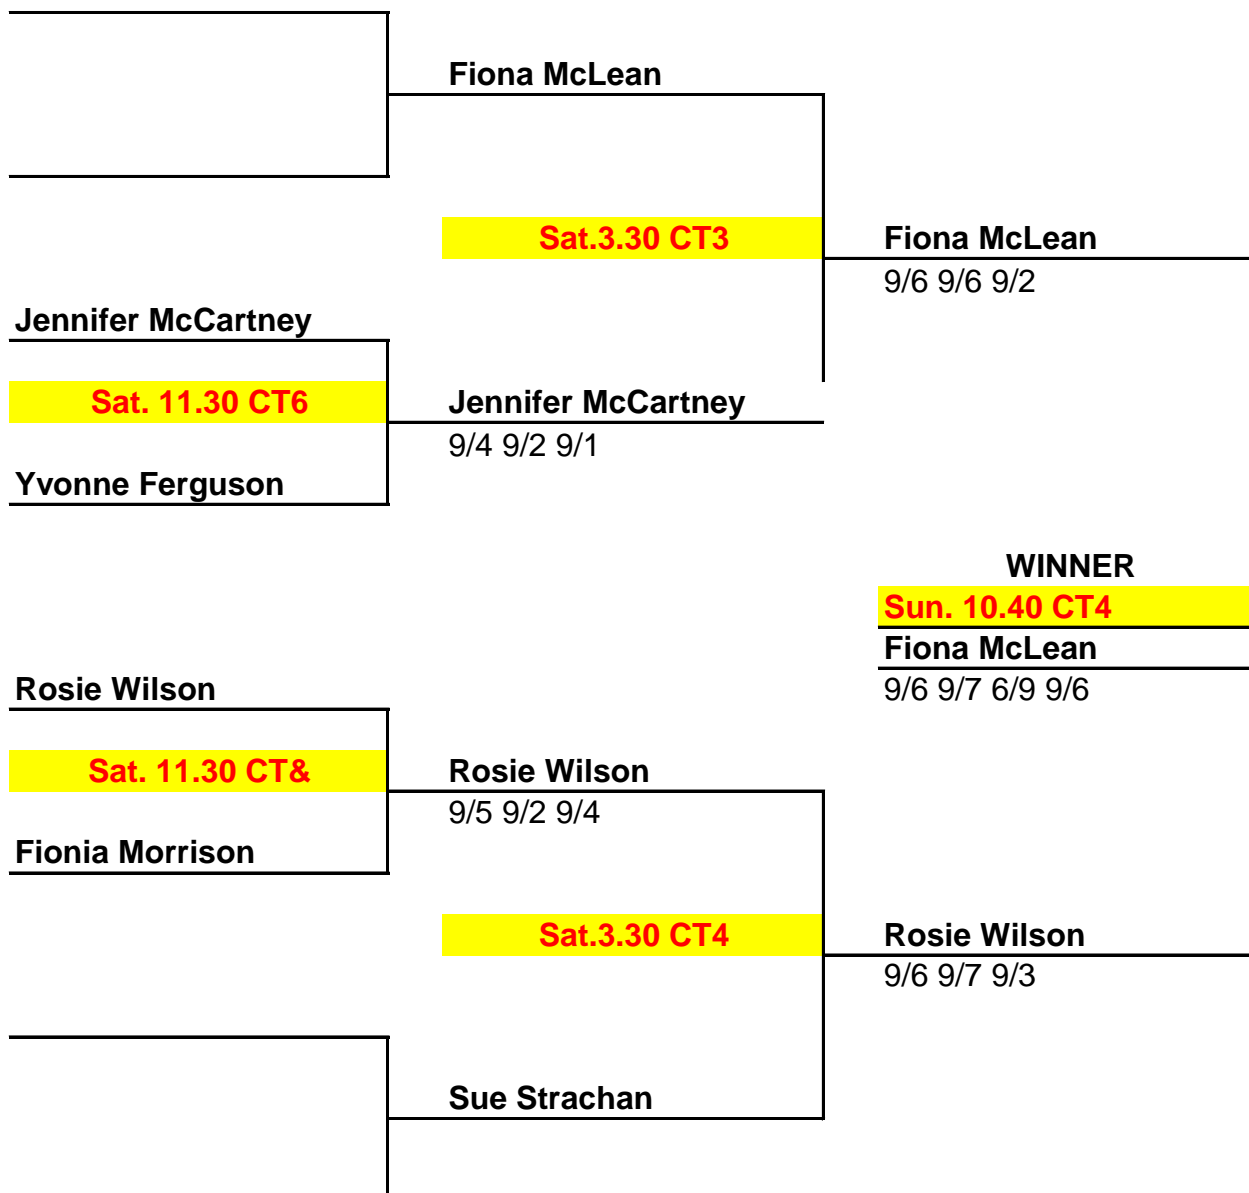 Fiona McLean
Sat.3.30 CT3
Fiona McLean
9/6 9/6 9/2
Jennifer McCartney
Sat. 11.30 CT6
Jennifer McCartney
9/4 9/2 9/1
Yvonne Ferguson
WINNER
Sun. 10.40 CT4
Fiona McLean
9/6 9/7 6/9 9/6
Rosie Wilson
Sat. 11.30 CT&
Rosie Wilson
9/5 9/2 9/4
Fionia Morrison
Sat.3.30 CT4
Rosie Wilson
9/6 9/7 9/3
Sue Strachan